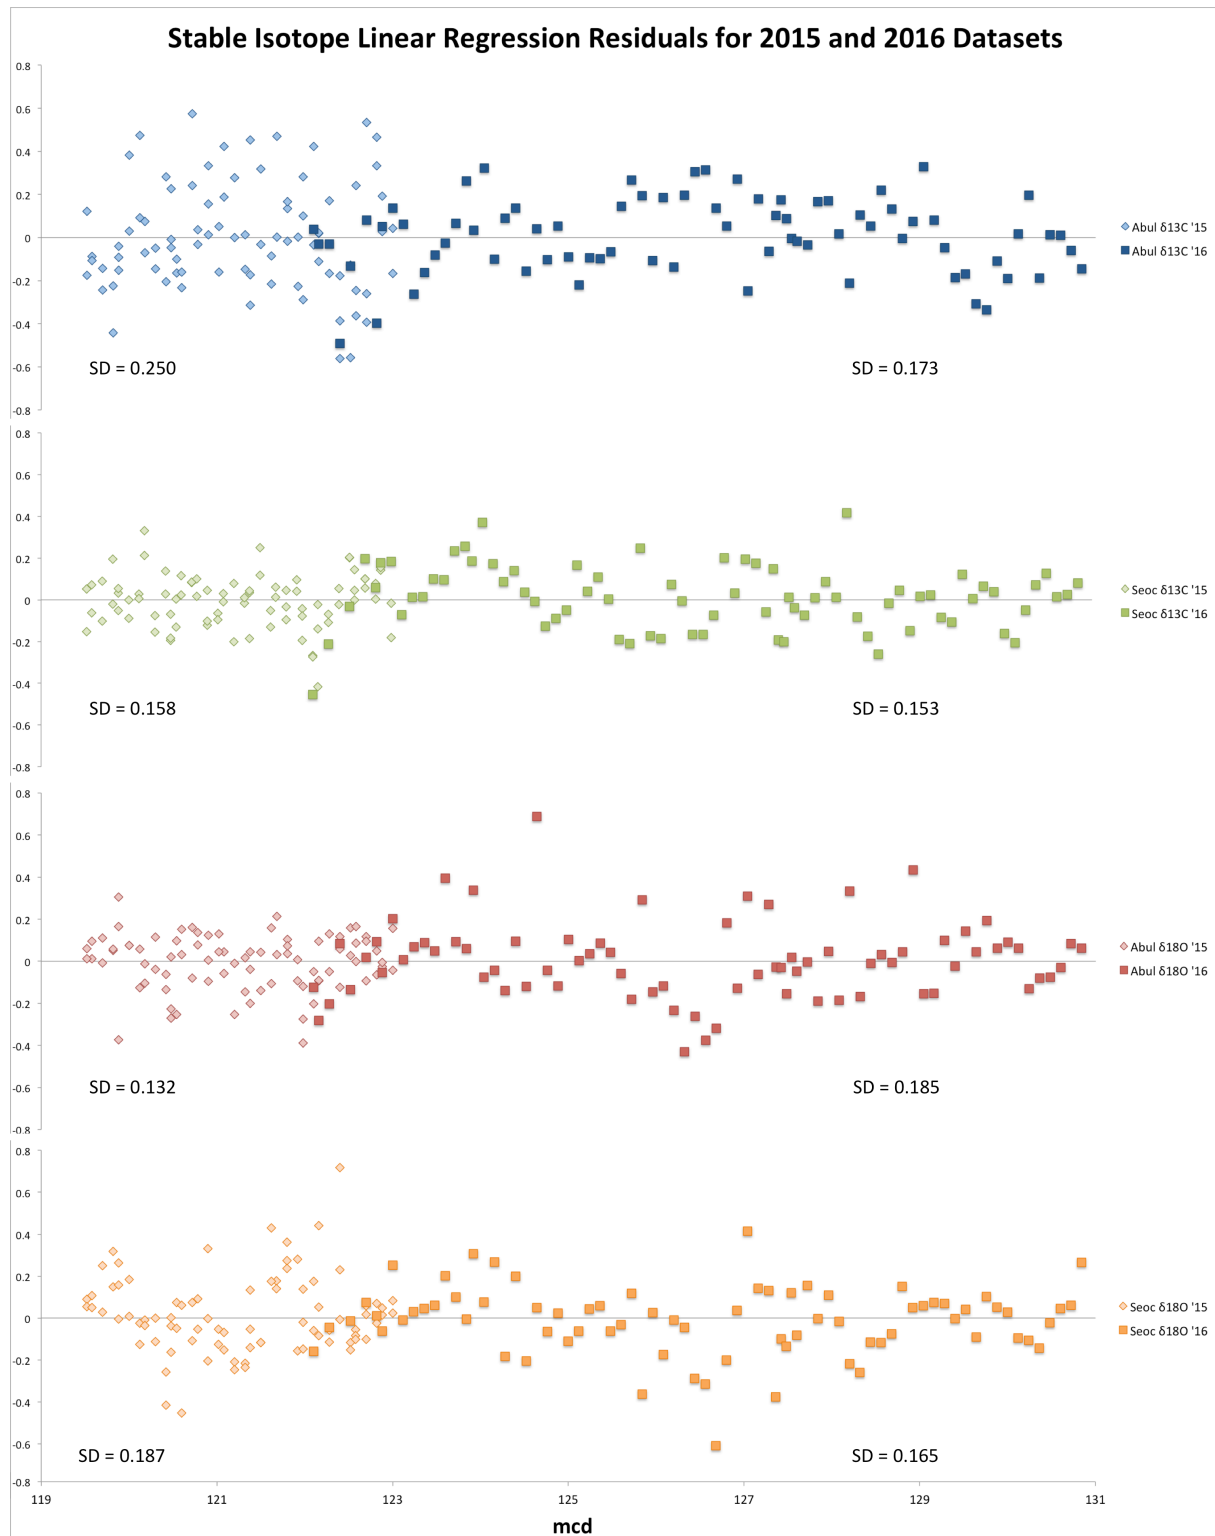 Stable Isotope Linear Regression Residuals for 2015 and 2016 Datasets
0.8
0.6
0.4
0.2
0
-0.2
-0.4
-0.6
-0.8
SD = 0.250
SD = 0.173
Abul δ13C '15
Abul δ13C '16
0.8
0.6
0.4
0.2
0
-0.2
-0.4
-0.6
-0.8
SD = 0.158
SD = 0.153
Seoc δ13C '15
Seoc δ13C '16
0.8
0.6
0.4
0.2
0
-0.2
-0.4
-0.6
-0.8
SD = 0.132
SD = 0.185
Abul δ18O '15
Abul δ18O '16
0.8
0.6
0.4
0.2
0
-0.2
-0.4
-0.6
-0.8
SD = 0.187
SD = 0.165
Seoc δ18O '15
Seoc δ18O '16
119 121 123 125 127 129 131
mcd